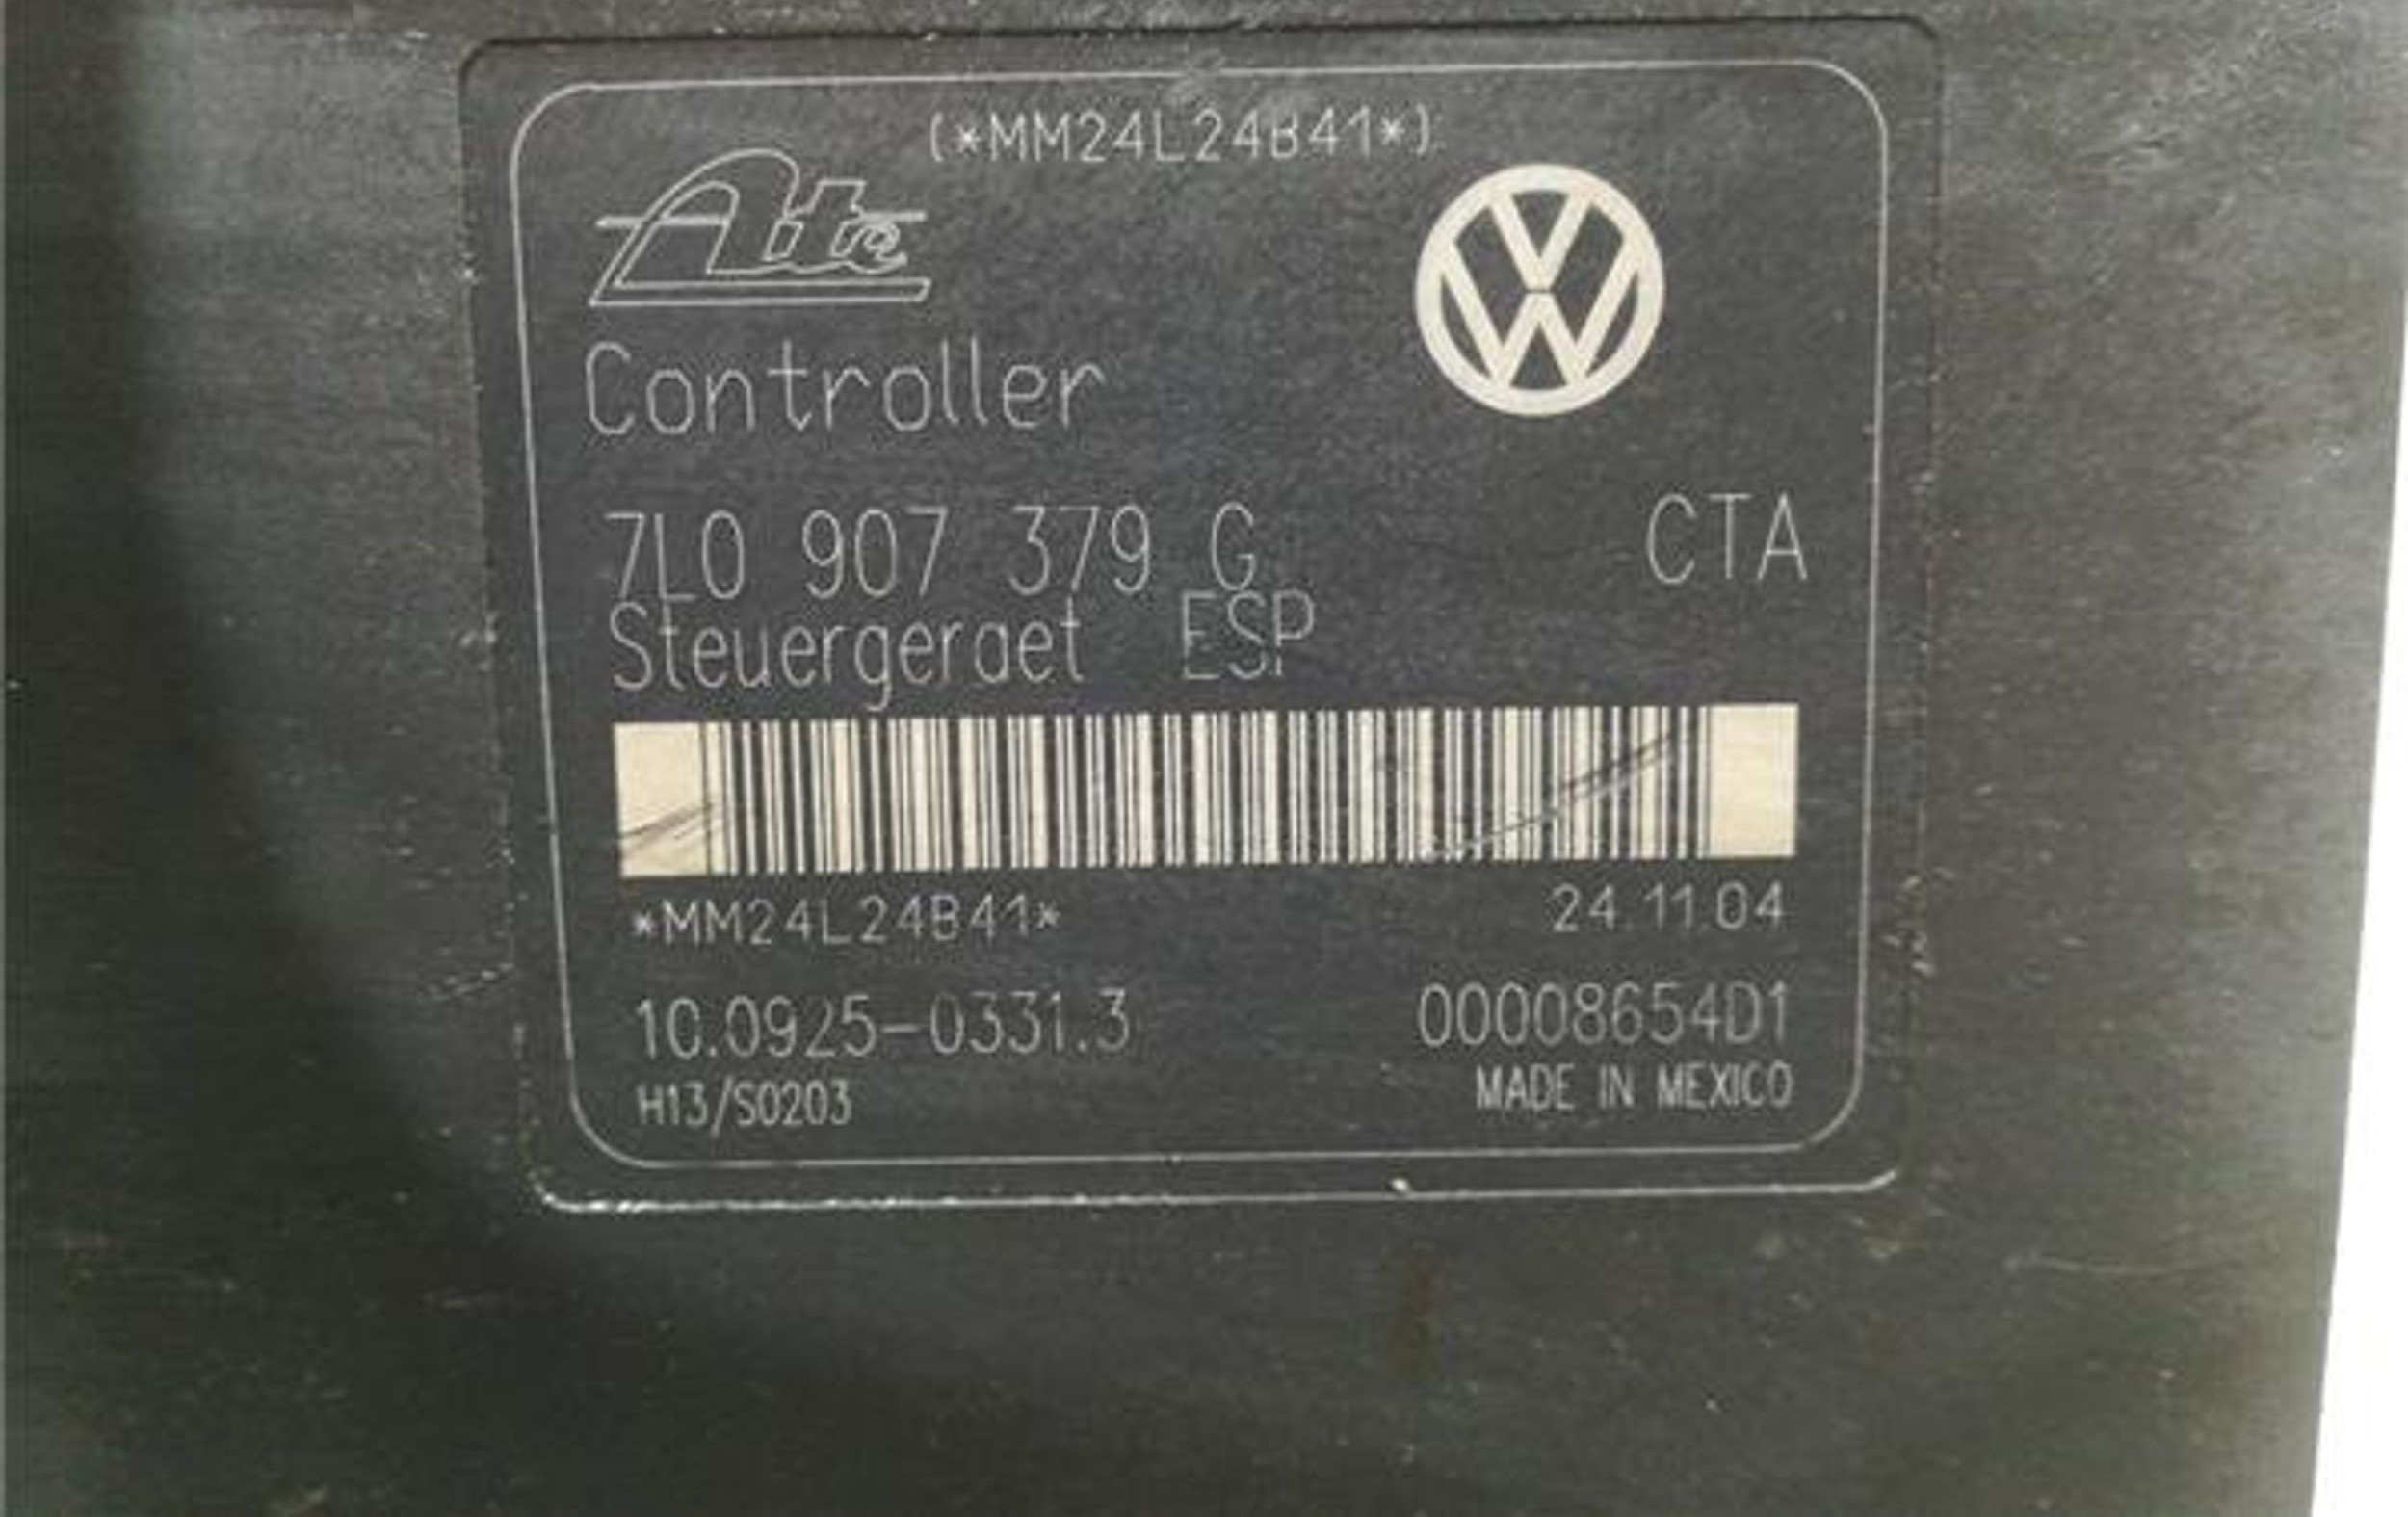 (*MM24L24B41*)
Ate
Controller
7L0 907 379 G CTA
Steuergeraet ESP
*MM24L24B41* 24.11.04
10.0925-0331.3 00008654D1
H13/S0203 MADE IN MEXICO